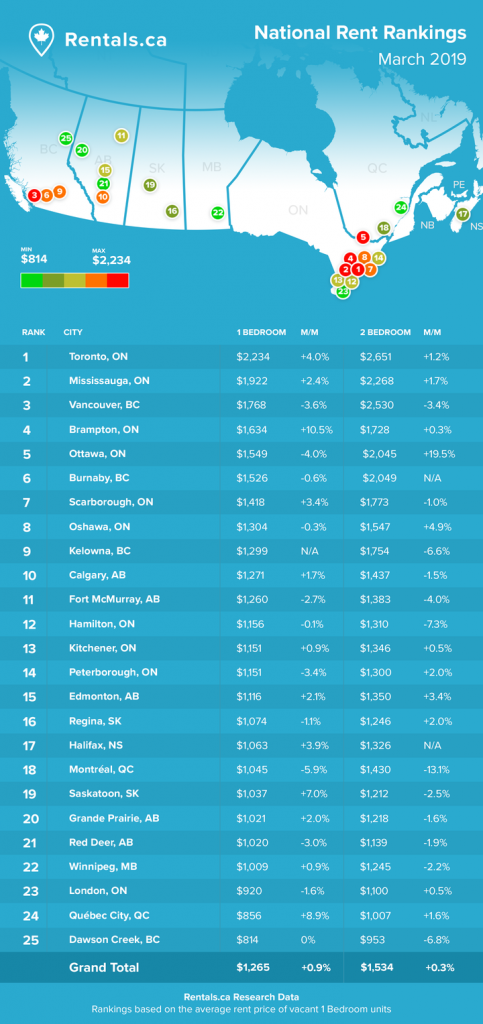 Rentals.ca
National Rent Rankings
March 2019
25
20
11
BC
AB
15
21
10
3
6
9
SK
19
16
MB
22
ON
QC
NL
PE
NB
NS
17
24
18
5
4
8
14
2
1
7
13
12
23
MIN
$814
MAX
$2,234
RANK CITY 1 BEDROOM M/M 2 BEDROOM M/M
1 Toronto, ON $2,234 +4.0% $2,651 +1.2%
2 Mississauga, ON $1,922 +2.4% $2,268 +1.7%
3 Vancouver, BC $1,768 -3.6% $2,530 -3.4%
4 Brampton, ON $1,634 +10.5% $1,728 +0.3%
5 Ottawa, ON $1,549 -4.0% $2,045 +19.5%
6 Burnaby, BC $1,526 -0.6% $2,049 N/A
7 Scarborough, ON $1,418 +3.4% $1,773 -1.0%
8 Oshawa, ON $1,304 -0.3% $1,547 +4.9%
9 Kelowna, BC $1,299 N/A $1,754 -6.6%
10 Calgary, AB $1,271 +1.7% $1,437 -1.5%
11 Fort McMurray, AB $1,260 -2.7% $1,383 -4.0%
12 Hamilton, ON $1,156 -0.1% $1,310 -7.3%
13 Kitchener, ON $1,151 +0.9% $1,346 +0.5%
14 Peterborough, ON $1,151 -3.4% $1,300 +2.0%
15 Edmonton, AB $1,116 +2.1% $1,350 +3.4%
16 Regina, SK $1,074 -1.1% $1,246 +2.0%
17 Halifax, NS $1,063 +3.9% $1,326 N/A
18 Montréal, QC $1,045 -5.9% $1,430 -13.1%
19 Saskatoon, SK $1,037 +7.0% $1,212 -2.5%
20 Grande Prairie, AB $1,021 +2.0% $1,218 -1.6%
21 Red Deer, AB $1,020 -3.0% $1,139 -1.9%
22 Winnipeg, MB $1,009 +0.9% $1,245 -2.2%
23 London, ON $920 -1.6% $1,100 +0.5%
24 Québec City, QC $856 +8.9% $1,007 +1.6%
25 Dawson Creek, BC $814 0% $953 -6.8%
Grand Total $1,265 +0.9% $1,534 +0.3%
Rentals.ca Research Data
Rankings based on the average rent price of vacant 1 Bedroom units